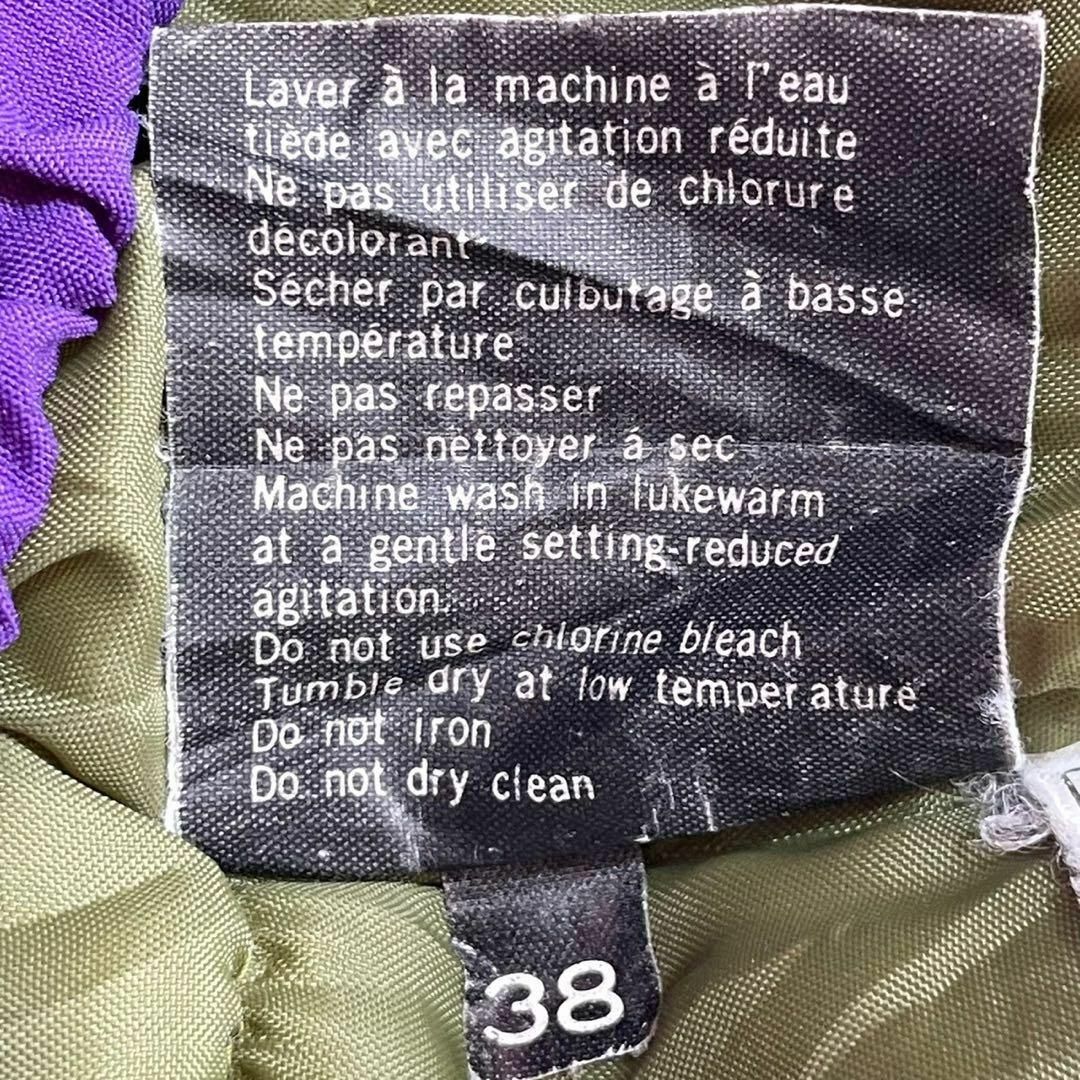 Laver à la machine à l'eau
tiède avec agitation réduite
Ne pas utiliser de chlorure
décolorant
Sécher par culbutage à basse
température
Ne pas repasser
Ne pas nettoyer á sec
Machine wash in lukewarm
at a gentle setting-reduced
agitation.
Do not use chlorine bleach
Tumble dry at low temperature
Do not iron
Do not dry clean
38